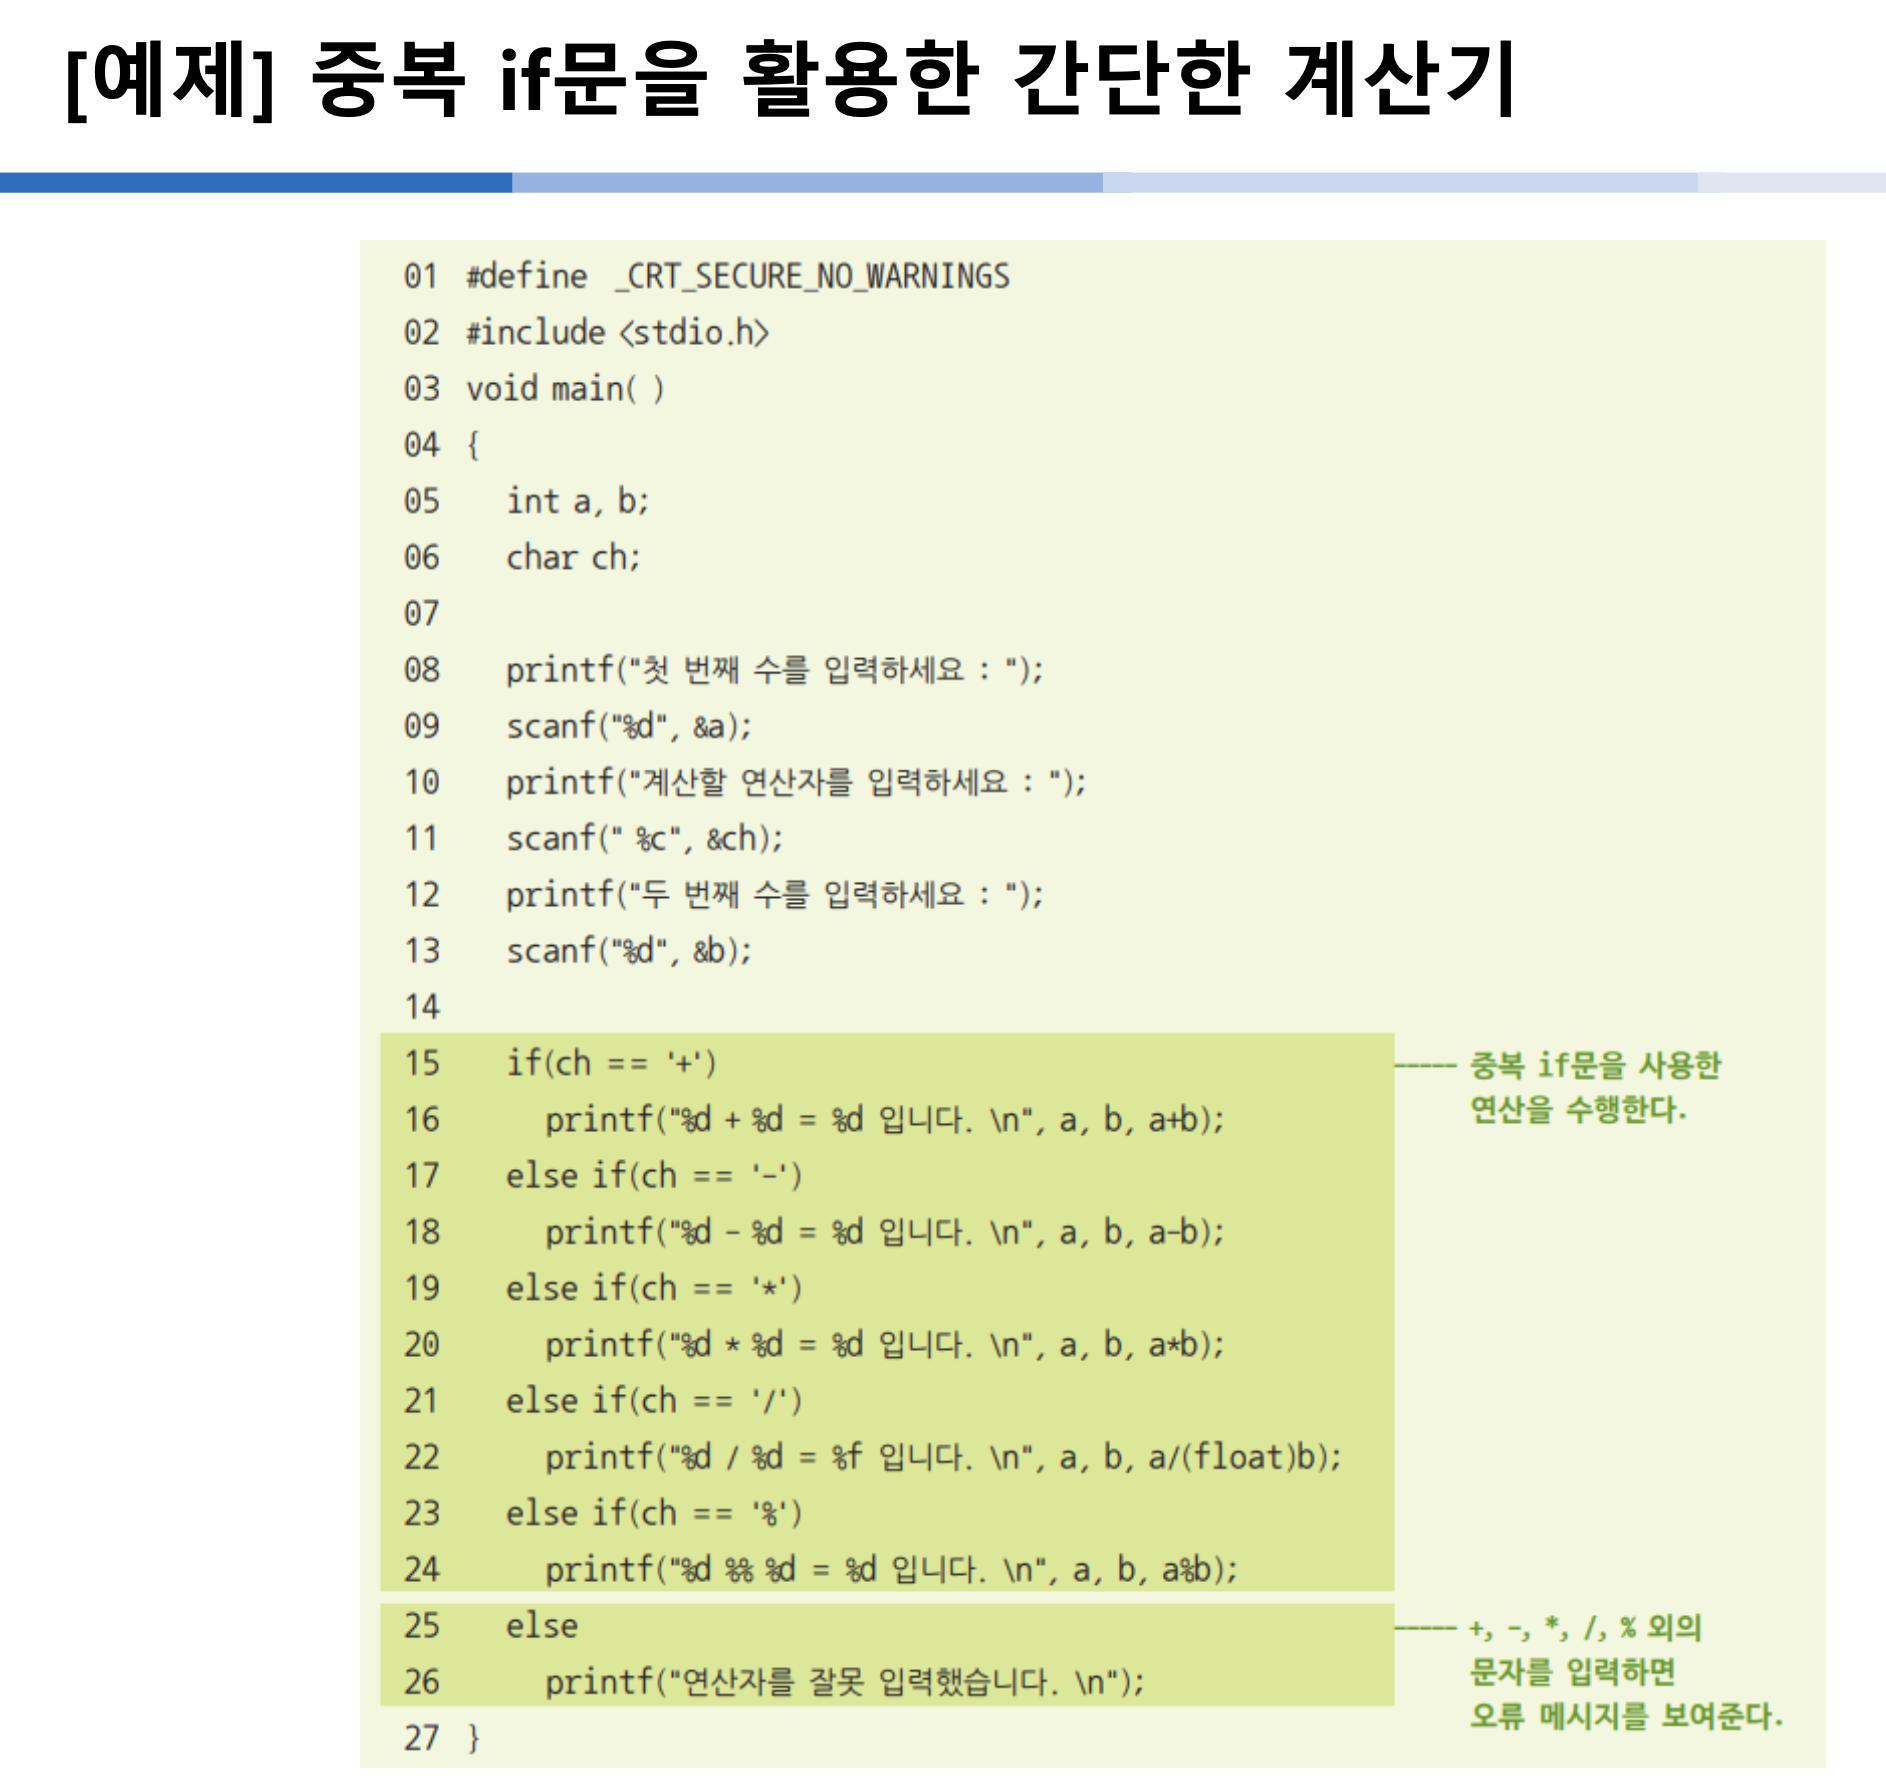 [예제] 중복 if문을 활용한 간단한 계산기
01 #define _CRT_SECURE_NO_WARNINGS
02 #include <stdio.h>
03 void main( )
04 {
05 int a, b;
06 char ch;
07
08 printf("첫 번째 수를 입력하세요 : ");
09 scanf("%d", &a);
10 printf("계산할 연산자를 입력하세요 : ");
11 scanf(" %c", &ch);
12 printf("두 번째 수를 입력하세요 : ");
13 scanf("%d", &b);
14
15 if(ch == '+')
16 printf("%d + %d = %d 입니다. \n", a, b, a+b);
17 else if(ch == '-')
18 printf("%d - %d = %d 입니다. \n", a, b, a-b);
19 else if(ch == '*')
20 printf("%d * %d = %d 입니다. \n", a, b, a*b);
21 else if(ch == '/')
22 printf("%d / %d = %f 입니다. \n", a, b, a/(float)b);
23 else if(ch == '%')
24 printf("%d %% %d = %d 입니다. \n", a, b, a%b);
25 else
26 printf("연산자를 잘못 입력했습니다. \n");
27 }
중복 if문을 사용한
연산을 수행한다.
+, -, *, /, % 외의
문자를 입력하면
오류 메시지를 보여준다.